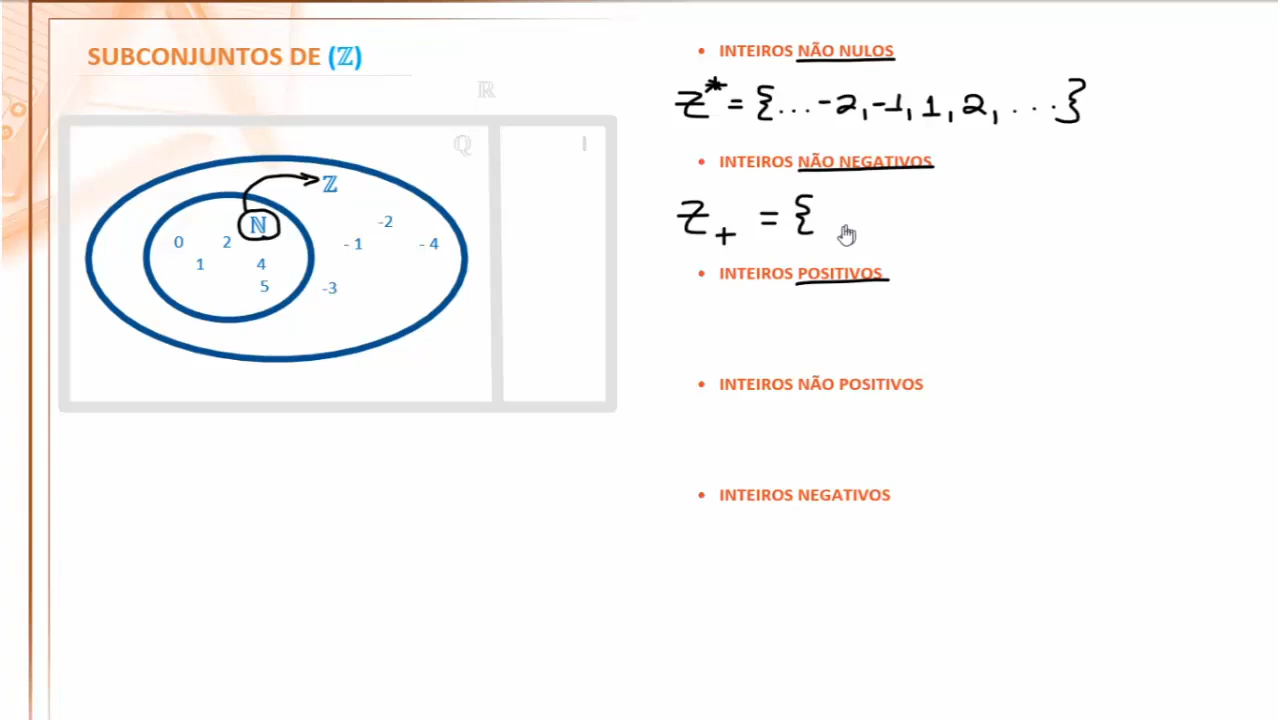 SUBCONJUNTOS DE (ℤ)
ℝ
ℚ
I
ℤ
ℕ
-2
0
2
- 1
- 4
1
4
5
-3
• INTEIROS NÃO NULOS
Z* = {...-2,-1,1,2,...}
• INTEIROS NÃO NEGATIVOS
Z+ = {
• INTEIROS POSITIVOS
• INTEIROS NÃO POSITIVOS
• INTEIROS NEGATIVOS